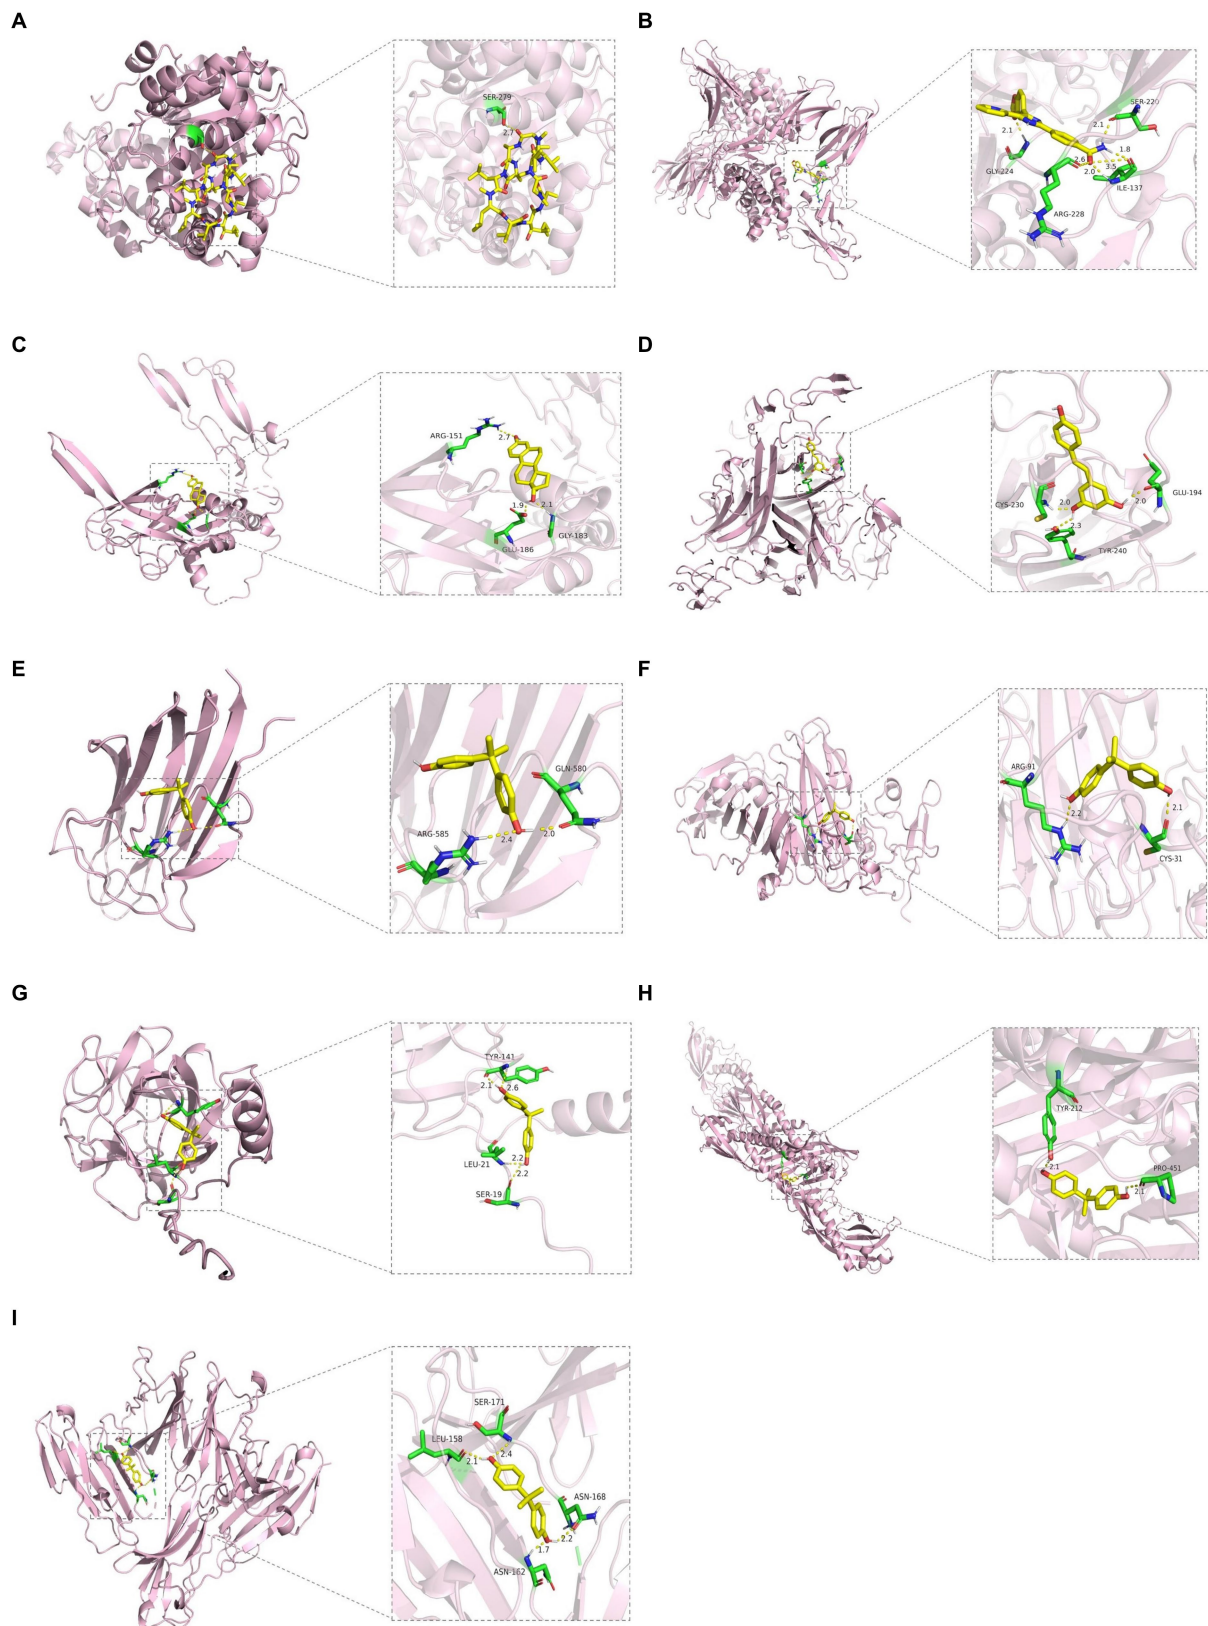 A
SER-279
2.7
B
SER-220
2.1
2.1
1.8
GLY-224
2.6
3.5
2.0
ILE-137
ARG-228
C
ARG-151
2.7
1.9
2.1
GLU-186
GLY-183
D
CYS-230
2.0
2.0
GLU-194
2.3
TYR-240
E
GLN-580
ARG-585
2.4
2.0
F
ARG-91
2.2
2.1
CYS-31
G
TYR-141
2.1
2.6
LEU-21
2.2
2.2
SER-19
H
TYR-212
2.1
PRO-451
2.1
I
SER-171
LEU-158
2.4
2.1
ASN-168
2.2
1.7
ASN-162